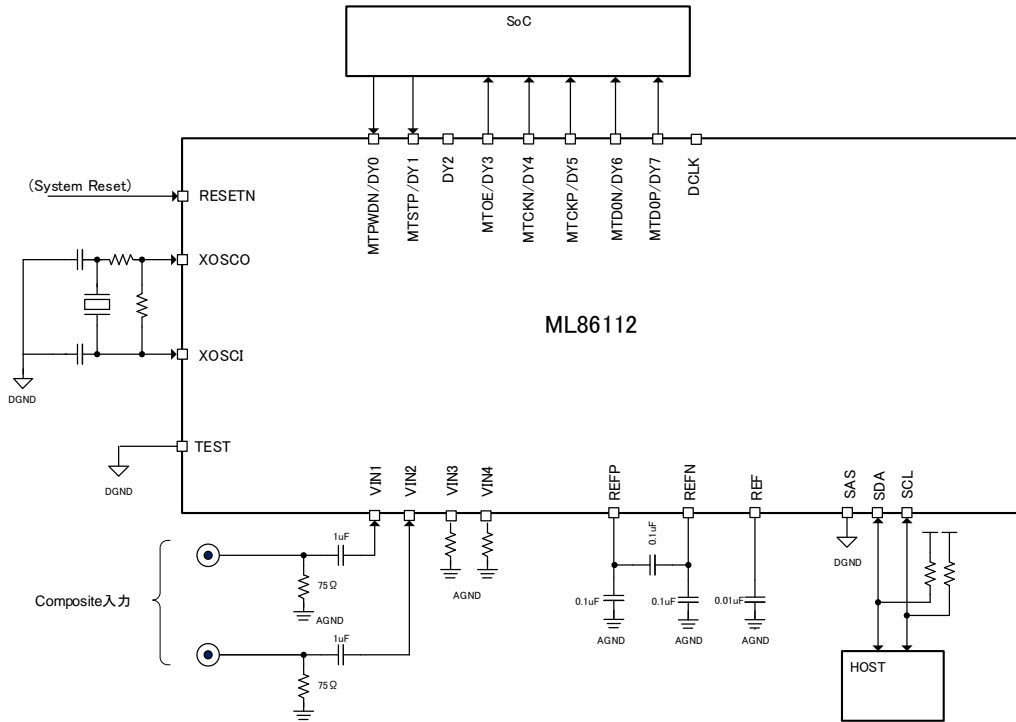 SoC
MTPWDN/DY0
MTSTP/DY1
DY2
MTOE/DY3
MTCKN/DY4
MTCKP/DY5
MTD0N/DY6
MTD0P/DY7
DCLK
(System Reset)
RESETN
XOSCO
ML86112
XOSCI
DGND
TEST
DGND
VIN1
VIN2
VIN3
VIN4
REFP
REFN
REF
SAS
SDA
SCL
1uF
75Ω
AGND
AGND
0.1uF
0.1uF
0.1uF
0.01uF
AGND
AGND
AGND
DGND
Composite入力
1uF
75Ω
HOST